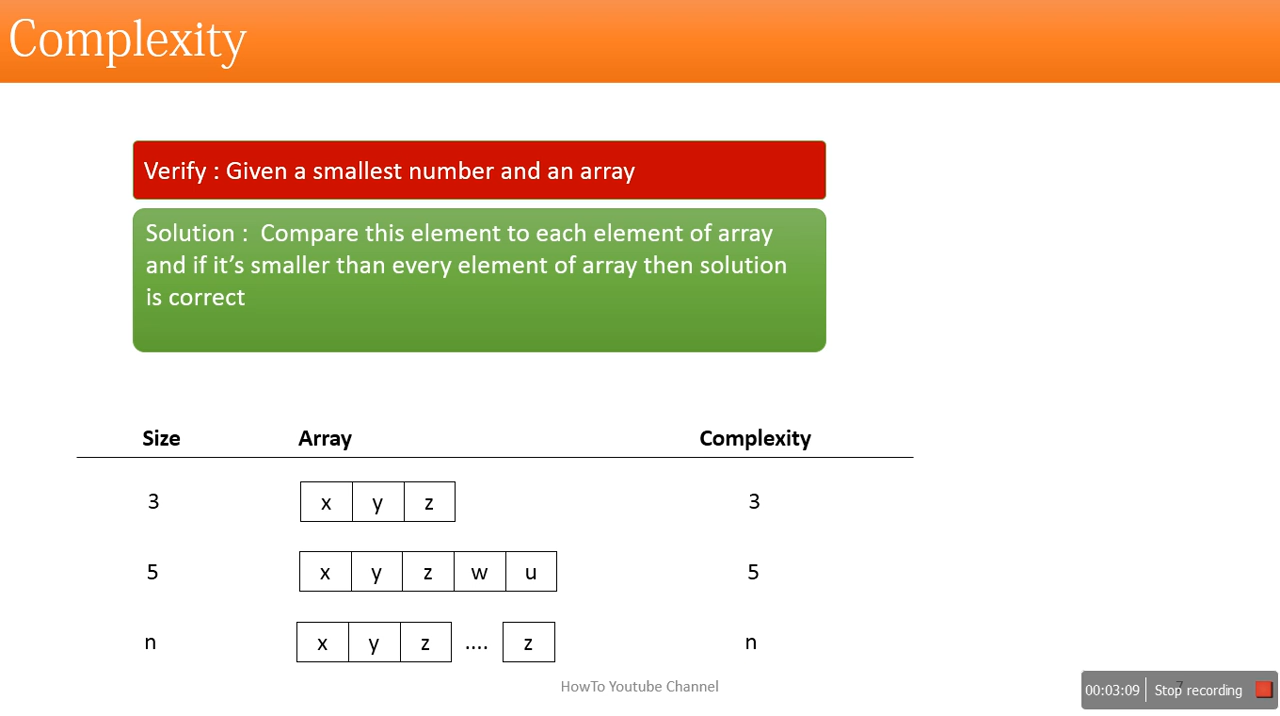 Complexity
Verify : Given a smallest number and an array
Solution :  Compare this element to each element of array
and if it’s smaller than every element of array then solution
is correct
Size Array Complexity
3 x y z 3
5 x y z w u 5
n x y z .... z n
HowTo Youtube Channel
7
00:03:09 Stop recording